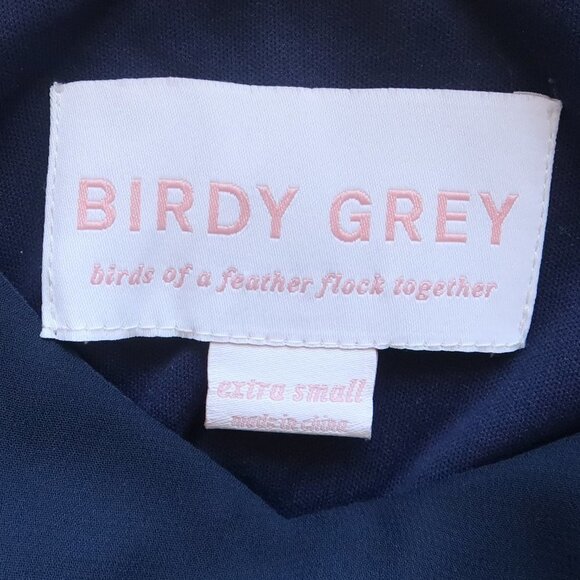 BIRDY GREY
birds of a feather flock together
extra small
made in china